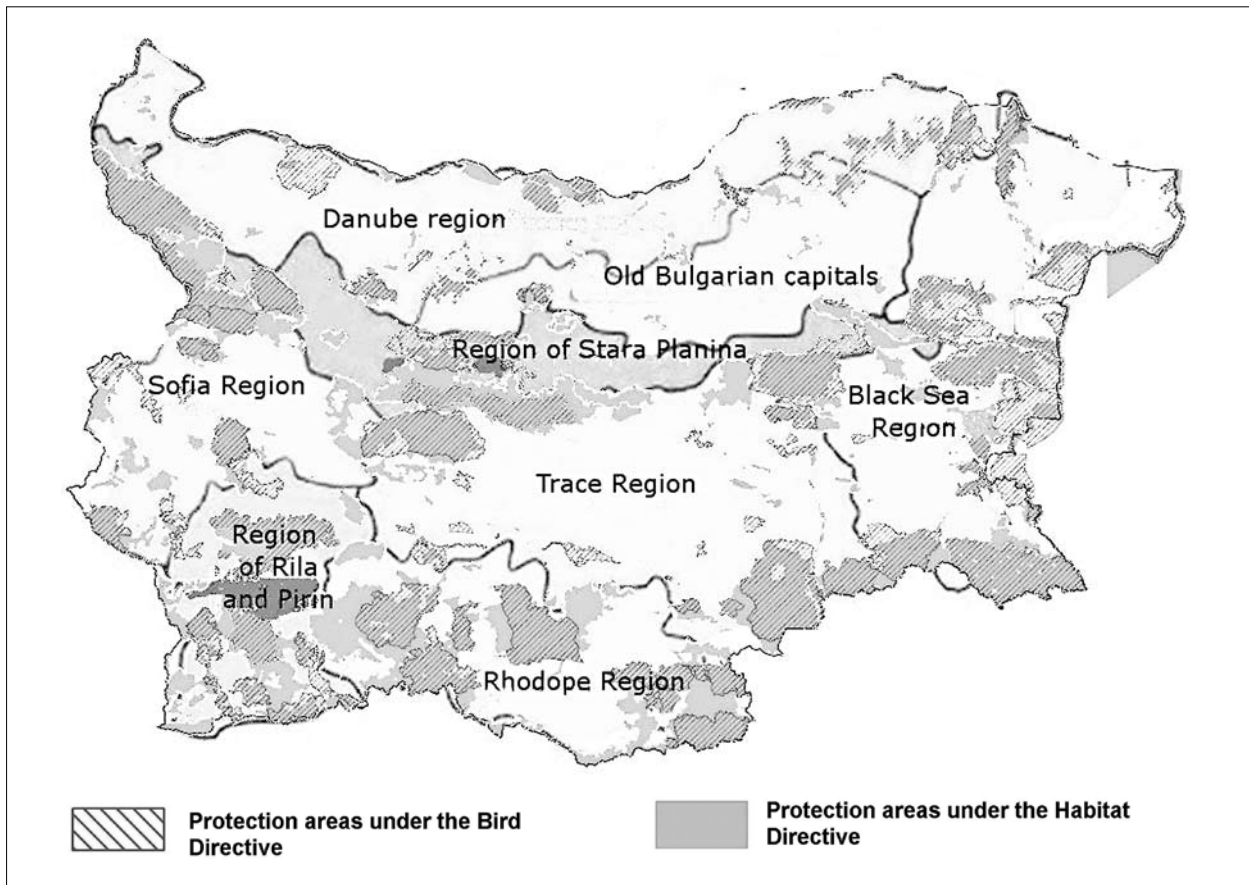 Danube region
Old Bulgarian capitals
Region of Stara Planina
Sofia Region
Black Sea
Region
Trace Region
Region
of Rila
and Pirin
Rhodope Region
Protection areas under the Bird
Directive
Protection areas under the Habitat
Directive